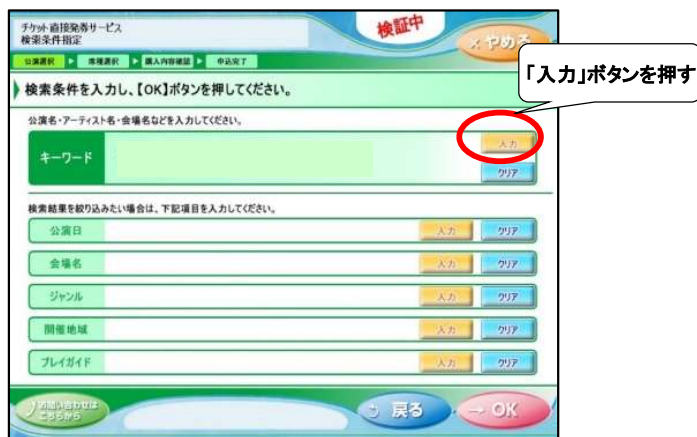 チケット直接発券サービス
検索条件指定
検証中
× やめる
公演選択 ▶ 席種選択 ▶ 購入内容確認 ▶ 申込完了
「入力」ボタンを押す
検索条件を入力し、【OK】ボタンを押してください。
公演名・アーティスト名・会場名などを入力してください。
キーワード
入力
クリア
検索結果を絞り込みたい場合は、下記項目を入力してください。
公演日 入力 クリア
会場名 入力 クリア
ジャンル 入力 クリア
開催地域 入力 クリア
プレイガイド 入力 クリア
お問い合わせは
こちらから
戻る
→ OK